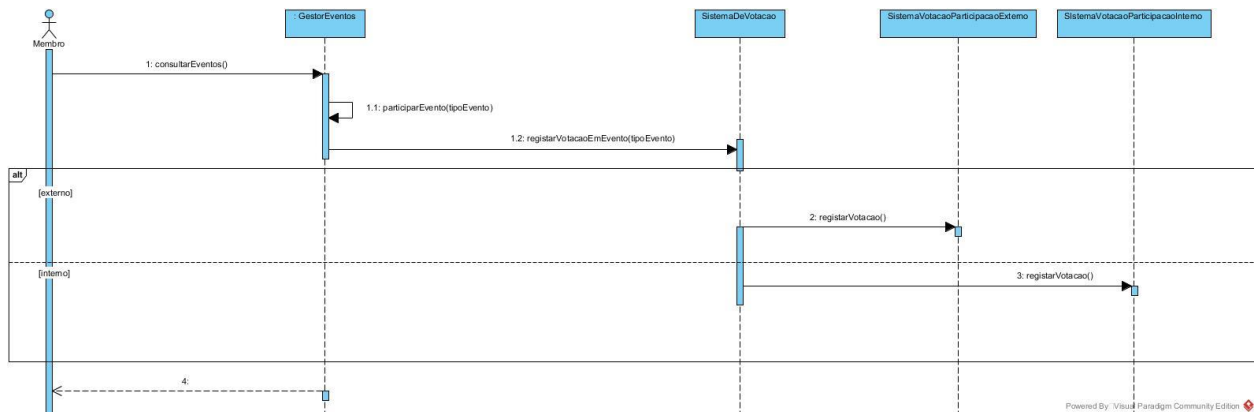 : GestorEventos
SistemaDeVotacao
SistemaVotacaoParticipacaoExterno
SIstemaVotacaoParticipacaoInterno
Membro
1: consultarEventos()
1.1: participarEvento(tipoEvento)
1.2: registarVotacaoEmEvento(tipoEvento)
alt
[externo]
2: registarVotacao()
[interno]
3: registarVotacao()
4:
Powered By Visual Paradigm Community Edition